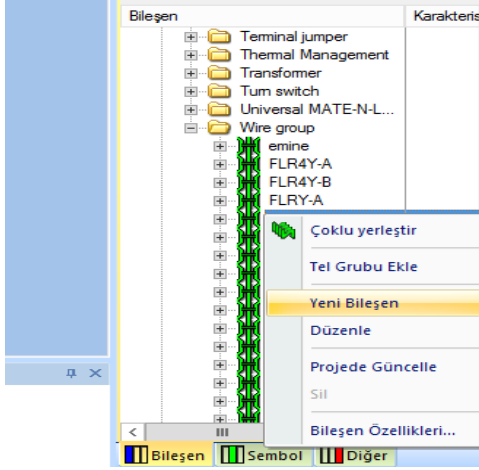 Bileşen Karakteris
Terminal jumper
Thermal Management
Transformer
Turn switch
Universal MATE-N-L...
Wire group
emine
FLR4Y-A
FLR4Y-B
FLRY-A
Çoklu yerleştir
Tel Grubu Ekle
Yeni Bileşen
Düzenle
Projede Güncelle
Sil
Bileşen Özellikleri...
Bileşen Sembol Diğer